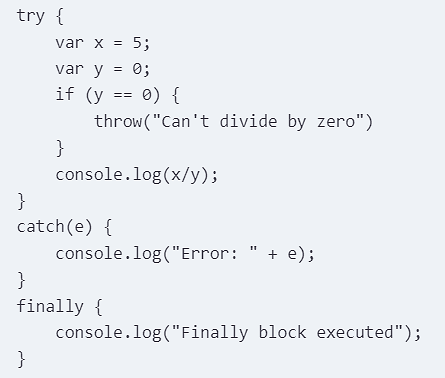 try {
    var x = 5;
    var y = 0;
    if (y == 0) {
        throw("Can't divide by zero")
    }
    console.log(x/y);
}
catch(e) {
    console.log("Error: " + e);
}
finally {
    console.log("Finally block executed");
}